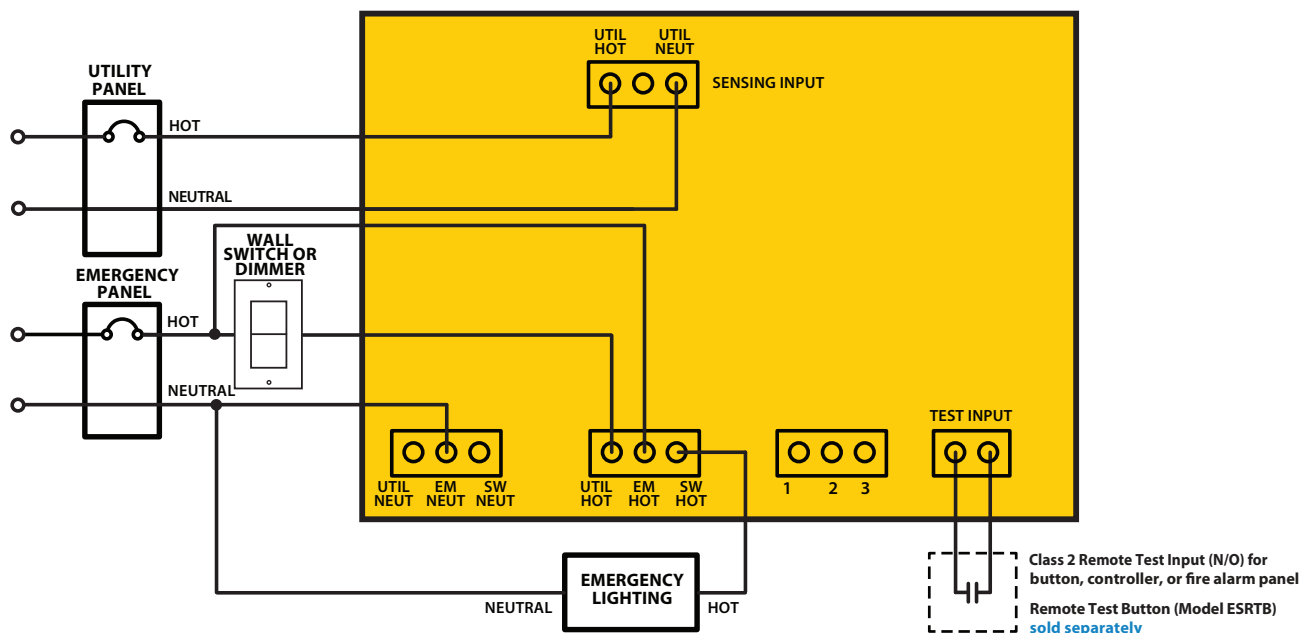 UTIL
HOT
UTIL
NEUT
SENSING INPUT
UTILITY
PANEL
HOT
NEUTRAL
WALL
SWITCH OR
DIMMER
EMERGENCY
PANEL
HOT
NEUTRAL
TEST INPUT
UTIL
NEUT
EM
NEUT
SW
NEUT
UTIL
HOT
EM
HOT
SW
HOT
1
2
3
EMERGENCY
LIGHTING
NEUTRAL
HOT
Class 2 Remote Test Input (N/O) for
button, controller, or fire alarm panel
Remote Test Button (Model ESRTB)
sold separately